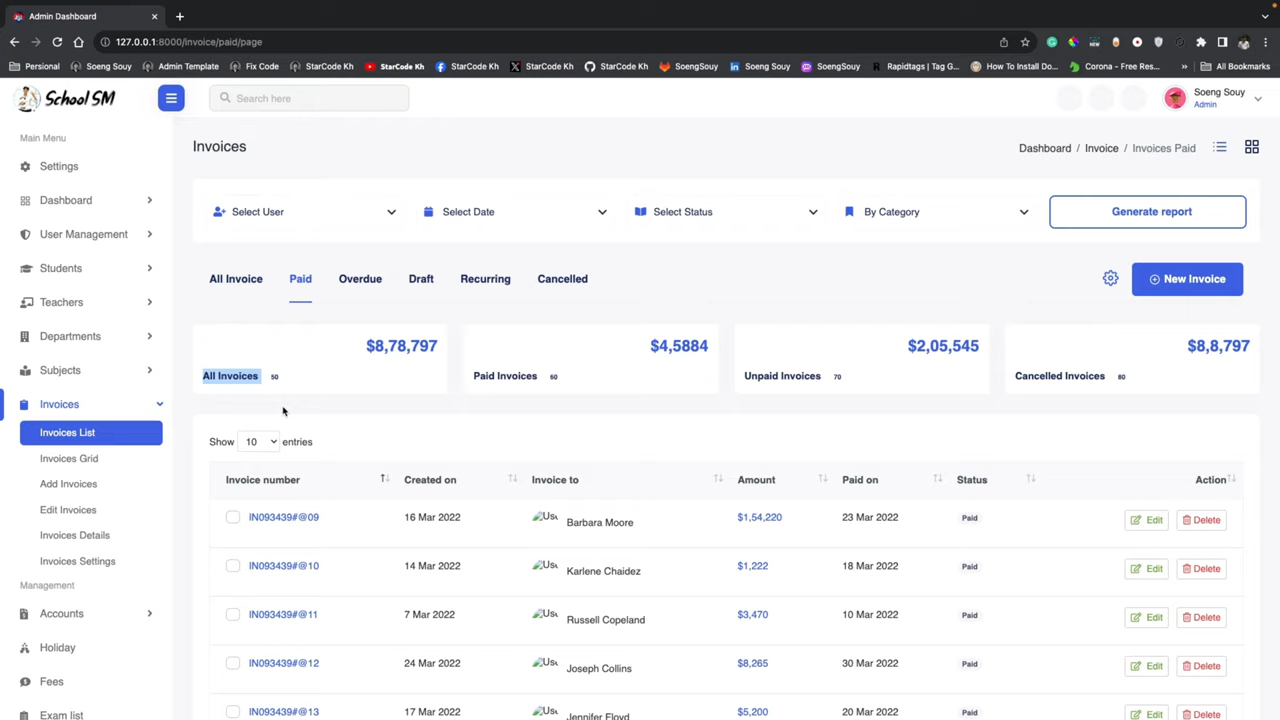 Admin Dashboard
127.0.0.1:8000/invoice/paid/page
Personal
Soeng Souy
Admin Template
Fix Code
StarCode Kh
StarCode Kh
StarCode Kh
StarCode Kh
StarCode Kh
SoengSouy
Soeng Souy
SoengSouy
Rapidtags | Tag G...
How To Install Do...
Corona - Free Res...
»
All Bookmarks
School SM
Search here
Soeng Souy
Admin
Main Menu
Settings
Dashboard
User Management
Students
Teachers
Departments
Subjects
Invoices
Invoices List
Invoices Grid
Add Invoices
Edit Invoices
Invoices Details
Invoices Settings
Management
Accounts
Holiday
Fees
Exam list
Invoices
Dashboard / Invoice / Invoices Paid
Select User
Select Date
Select Status
By Category
Generate report
All Invoice
Paid
Overdue
Draft
Recurring
Cancelled
New Invoice
$8,78,797
All Invoices 50
$4,5884
Paid Invoices 60
$2,05,545
Unpaid Invoices 70
$8,8,797
Cancelled Invoices 80
Show 10 entries
Invoice number Created on Invoice to Amount Paid on Status Action
IN093439#@09 16 Mar 2022 Barbara Moore $1,54,220 23 Mar 2022 Paid Edit Delete
IN093439#@10 14 Mar 2022 Karlene Chaidez $1,222 18 Mar 2022 Paid Edit Delete
IN093439#@11 7 Mar 2022 Russell Copeland $3,470 10 Mar 2022 Paid Edit Delete
IN093439#@12 24 Mar 2022 Joseph Collins $8,265 30 Mar 2022 Paid Edit Delete
IN093439#@13 17 Mar 2022 Jennifer Floyd $5,200 20 Mar 2022 Paid Edit Delete